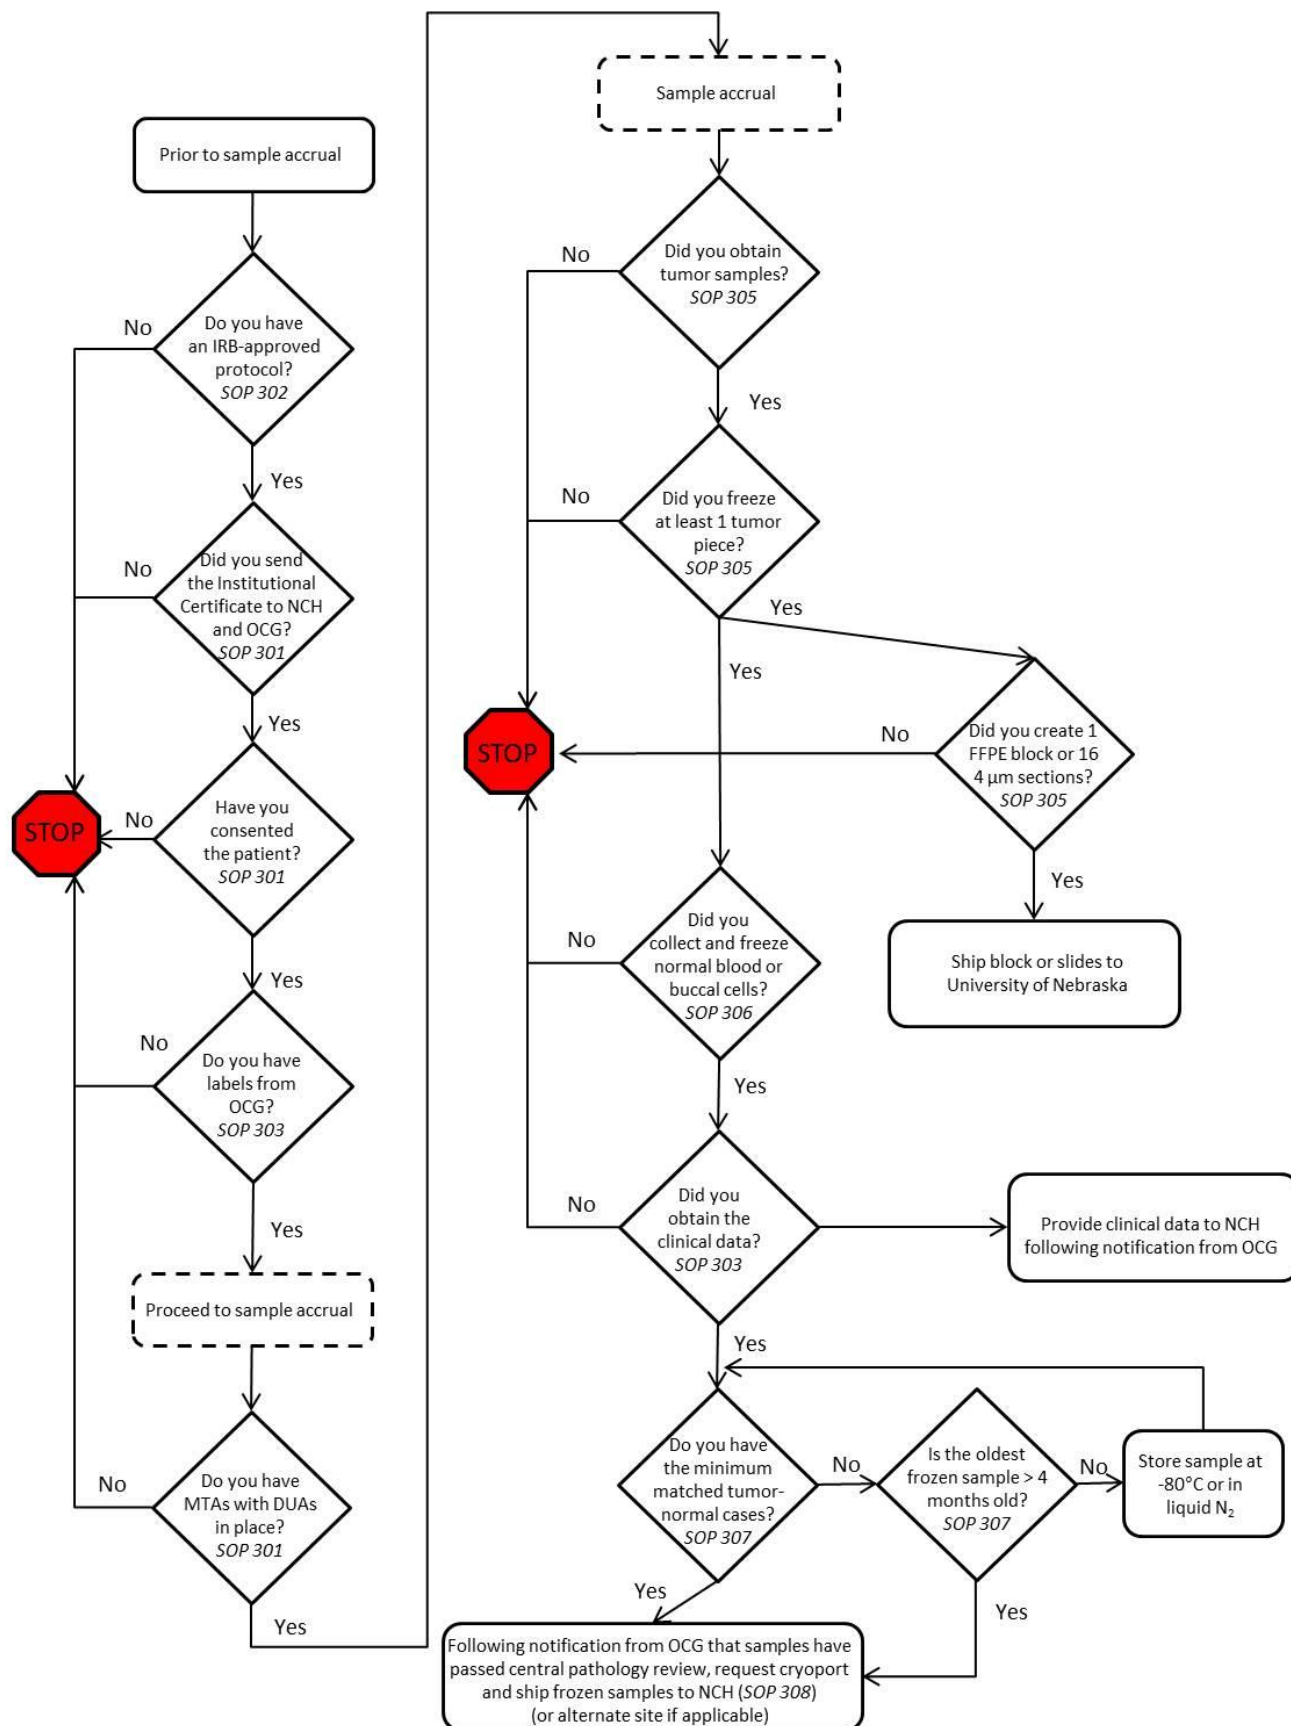 Prior to sample accrual
No
Do you have
an IRB-approved
protocol?
SOP 302
Yes
No
Did you send
the Institutional
Certificate to NCH
and OCG?
SOP 301
Yes
STOP
No
Have you
consented
the patient?
SOP 301
Yes
No
Do you have
labels from
OCG?
SOP 303
Yes
Proceed to sample accrual
No
Do you have
MTAs with DUAs
in place?
SOP 301
Yes
Sample accrual
No
Did you obtain
tumor samples?
SOP 305
Yes
No
Did you freeze
at least 1 tumor
piece?
SOP 305
Yes
Yes
STOP
No
Did you create 1
FFPE block or 16
4 µm sections?
SOP 305
Yes
Ship block or slides to
University of Nebraska
No
Did you
collect and freeze
normal blood or
buccal cells?
SOP 306
Yes
No
Did you
obtain the
clinical data?
SOP 303
Provide clinical data to NCH
following notification from OCG
Yes
Do you have
the minimum
matched tumor-
normal cases?
SOP 307
No
Is the oldest
frozen sample > 4
months old?
SOP 307
No
Store sample at
-80°C or in
liquid N₂
Yes
Yes
Following notification from OCG that samples have
passed central pathology review, request cryoport
and ship frozen samples to NCH (SOP 308)
(or alternate site if applicable)